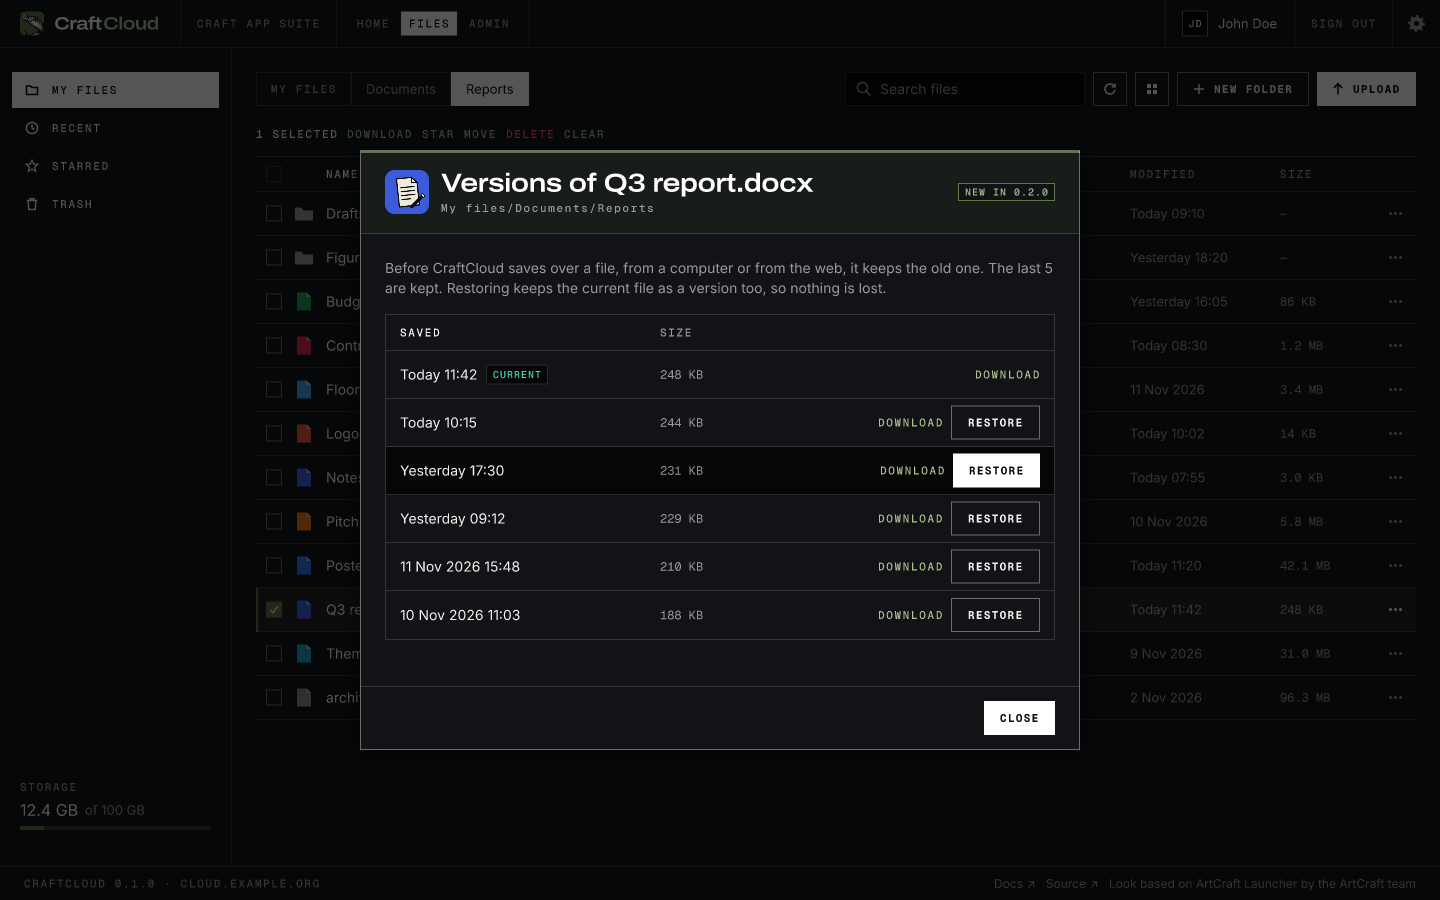 CraftCloud CRAFT APP SUITE HOME FILES ADMIN JD John Doe SIGN OUT
MY FILES
RECENT
STARRED
TRASH
MY FILES Documents Reports Search files + NEW FOLDER UPLOAD
1 SELECTED DOWNLOAD STAR MOVE DELETE CLEAR
NAME MODIFIED SIZE
Draft Today 09:10 –
Figur Yesterday 18:20 –
Budg Yesterday 16:05 86 KB
Contr Today 08:30 1.2 MB
Floor 11 Nov 2026 3.4 MB
Logo Today 10:02 14 KB
Notes Today 07:55 3.0 KB
Pitch 10 Nov 2026 5.8 MB
Poste Today 11:20 42.1 MB
Q3 re Today 11:42 248 KB
Them 9 Nov 2026 31.0 MB
archi 2 Nov 2026 96.3 MB
Versions of Q3 report.docx
My files/Documents/Reports
NEW IN 0.2.0
Before CraftCloud saves over a file, from a computer or from the web, it keeps the old one. The last 5
are kept. Restoring keeps the current file as a version too, so nothing is lost.
SAVED SIZE
Today 11:42 CURRENT 248 KB DOWNLOAD
Today 10:15 244 KB DOWNLOAD RESTORE
Yesterday 17:30 231 KB DOWNLOAD RESTORE
Yesterday 09:12 229 KB DOWNLOAD RESTORE
11 Nov 2026 15:48 210 KB DOWNLOAD RESTORE
10 Nov 2026 11:03 188 KB DOWNLOAD RESTORE
CLOSE
STORAGE
12.4 GB of 100 GB
CRAFTCLOUD 0.1.0 · CLOUD.EXAMPLE.ORG Docs ↗ Source ↗ Look based on ArtCraft Launcher by the ArtCraft team